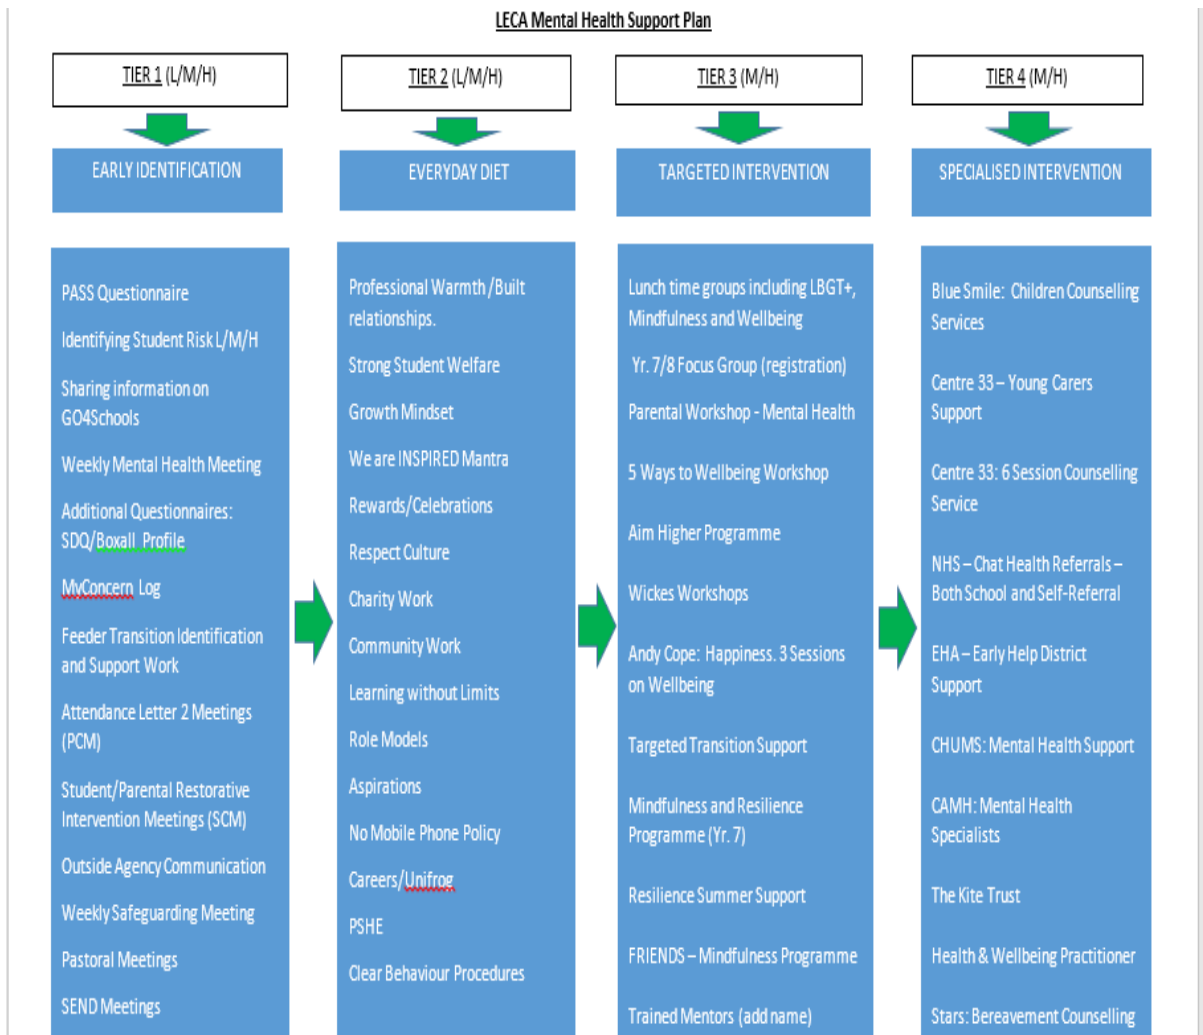 LECA Mental Health Support Plan
TIER 1 (L/M/H)
EARLY IDENTIFICATION
PASS Questionnaire
Identifying Student Risk L/M/H
Sharing information on
GO4Schools
Weekly Mental Health Meeting
Additional Questionnaires:
SDQ/Boxall Profile
MyConcern Log
Feeder Transition Identification
and Support Work
Attendance Letter 2 Meetings
(PCM)
Student/Parental Restorative
Intervention Meetings (SCM)
Outside Agency Communication
Weekly Safeguarding Meeting
Pastoral Meetings
SEND Meetings
TIER 2 (L/M/H)
EVERYDAY DIET
Professional Warmth /Built
relationships.
Strong Student Welfare
Growth Mindset
We are INSPIRED Mantra
Rewards/Celebrations
Respect Culture
Charity Work
Community Work
Learning without Limits
Role Models
Aspirations
No Mobile Phone Policy
Careers/Unifrog
PSHE
Clear Behaviour Procedures
TIER 3 (M/H)
TARGETED INTERVENTION
Lunch time groups including LBGT+,
Mindfulness and Wellbeing
Yr. 7/8 Focus Group (registration)
Parental Workshop - Mental Health
5 Ways to Wellbeing Workshop
Aim Higher Programme
Wickes Workshops
Andy Cope: Happiness. 3 Sessions
on Wellbeing
Targeted Transition Support
Mindfulness and Resilience
Programme (Yr. 7)
Resilience Summer Support
FRIENDS – Mindfulness Programme
Trained Mentors (add name)
TIER 4 (M/H)
SPECIALISED INTERVENTION
Blue Smile: Children Counselling
Services
Centre 33 – Young Carers
Support
Centre 33: 6 Session Counselling
Service
NHS – Chat Health Referrals –
Both School and Self-Referral
EHA – Early Help District
Support
CHUMS: Mental Health Support
CAMH: Mental Health
Specialists
The Kite Trust
Health & Wellbeing Practitioner
Stars: Bereavement Counselling